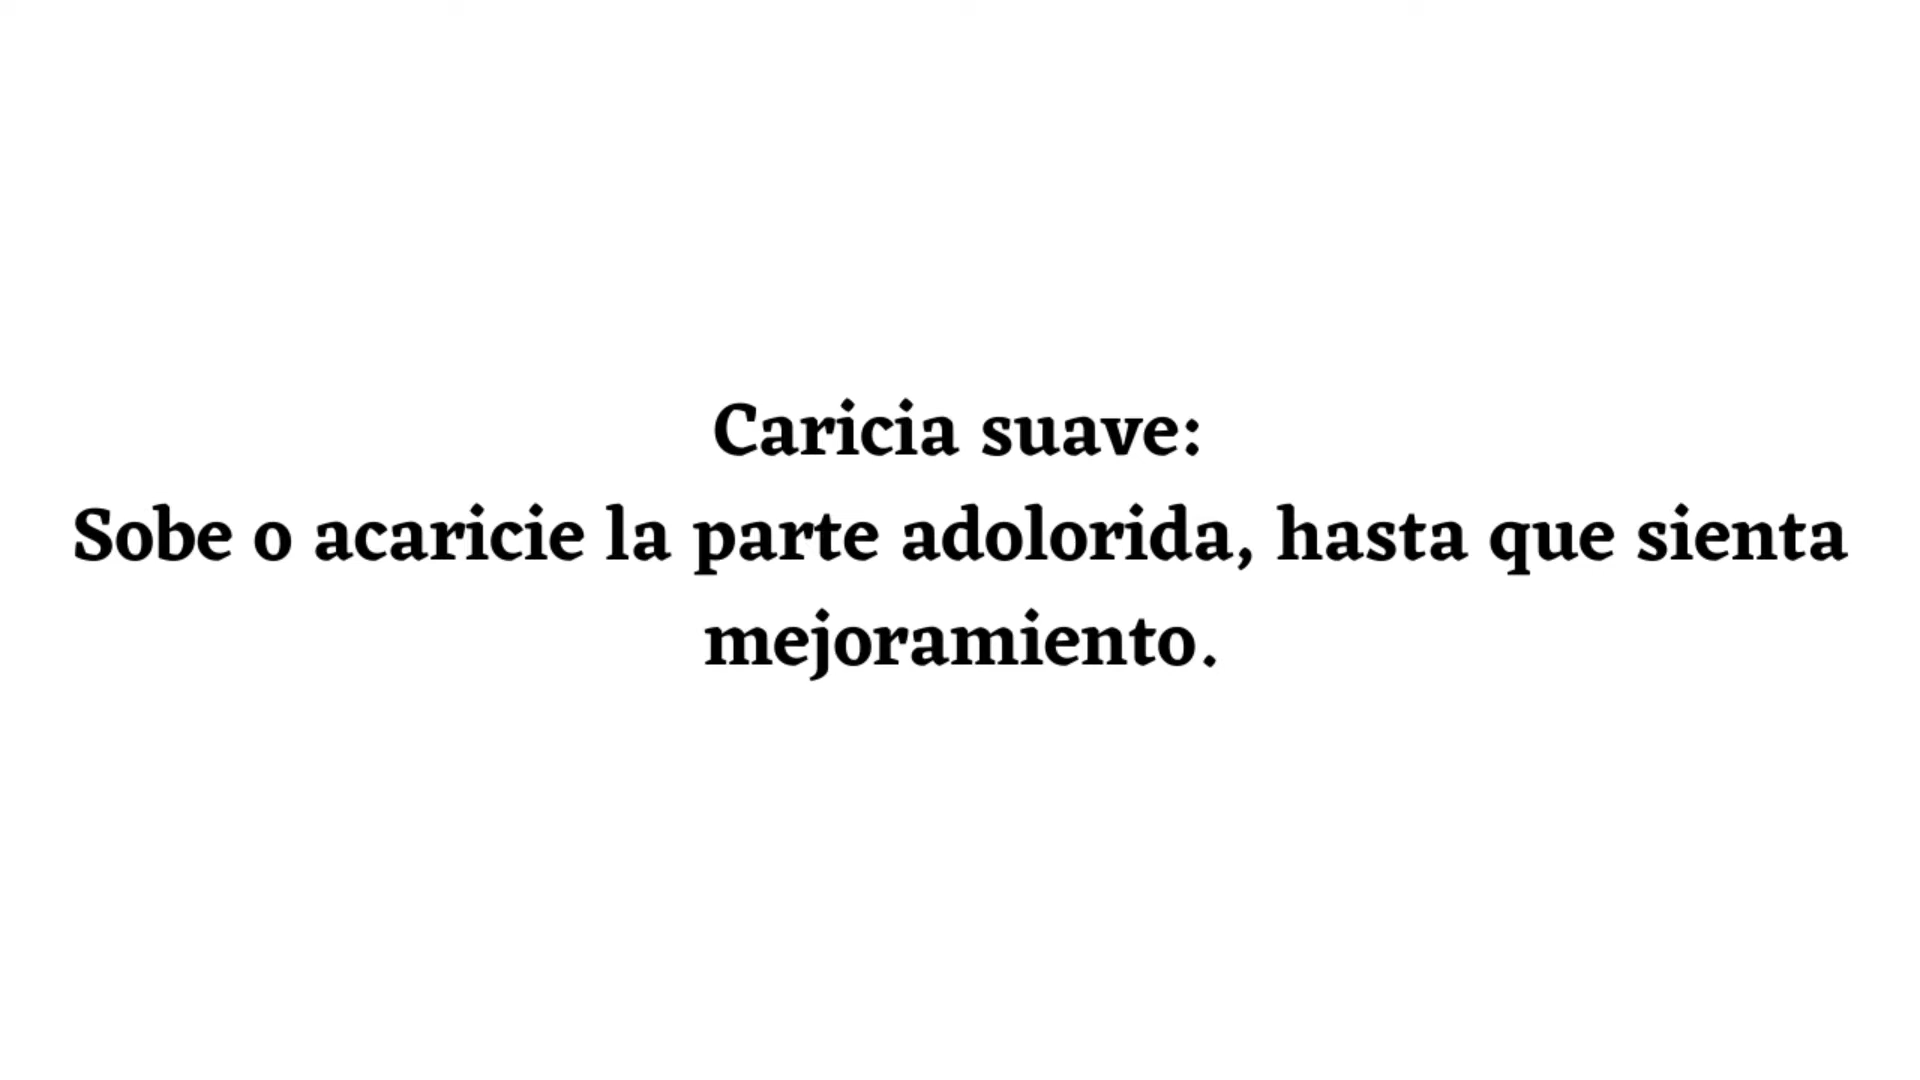 Caricia suave:
Sobe o acaricie la parte adolorida, hasta que sienta
mejoramiento.